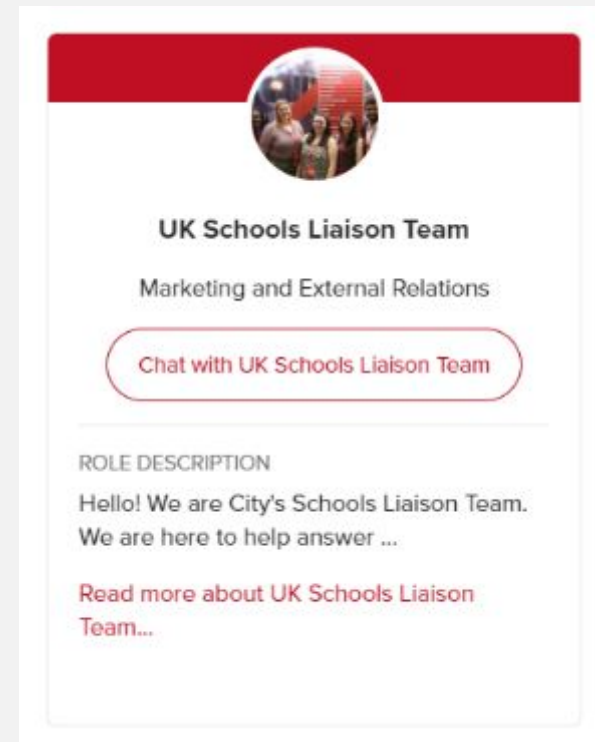 UK Schools Liaison Team
Marketing and External Relations
Chat with UK Schools Liaison Team
ROLE DESCRIPTION
Hello! We are City's Schools Liaison Team.
We are here to help answer ...
Read more about UK Schools Liaison
Team...